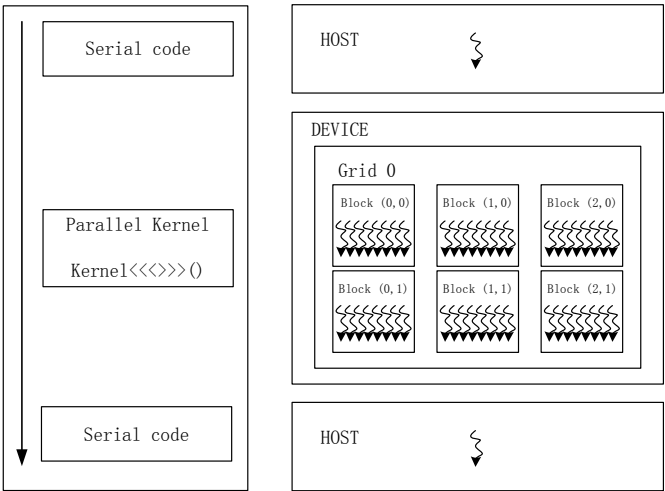 Serial code
Parallel Kernel
Kernel<<<>>>()
Serial code
HOST
DEVICE
Grid 0
Block (0,0) Block (1,0) Block (2,0)
Block (0,1) Block (1,1) Block (2,1)
HOST